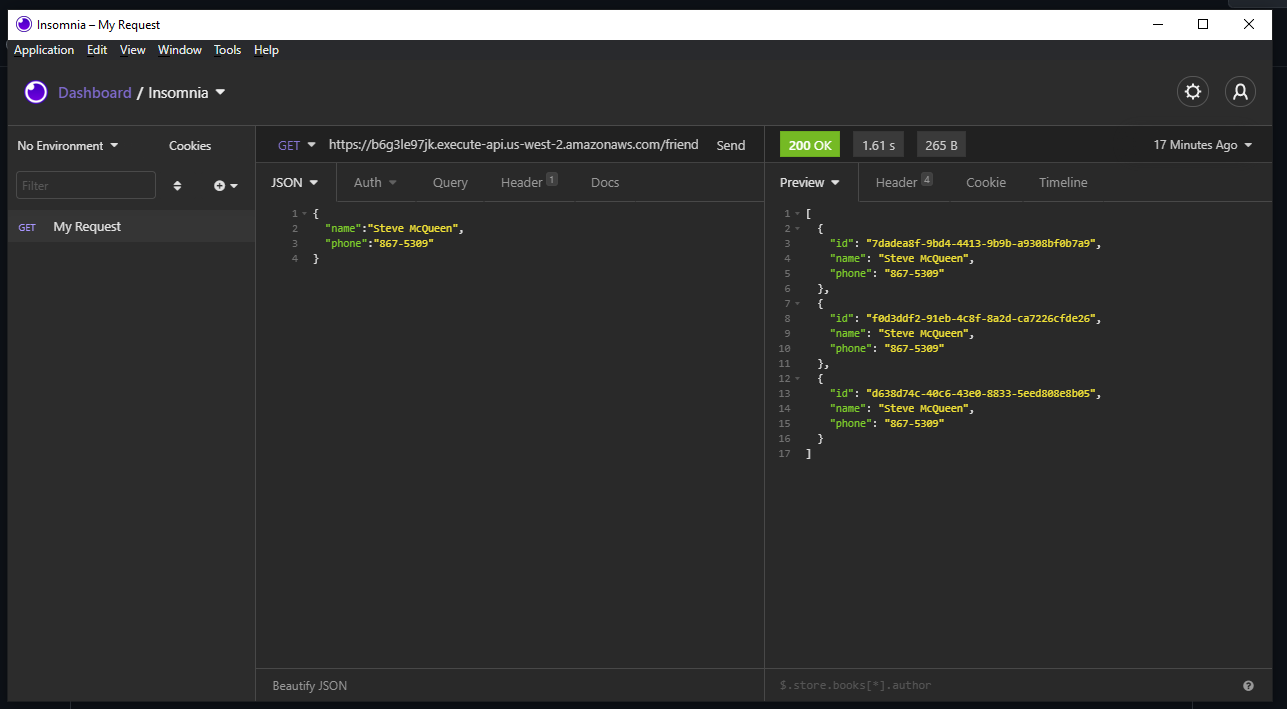 Insomnia – My Request
Application Edit View Window Tools Help
Dashboard / Insomnia
No Environment Cookies
Filter
GET My Request
GET https://b6g3le97jk.execute-api.us-west-2.amazonaws.com/friend Send
JSON Auth Query Header 1 Docs
1 {
2 "name":"Steve McQueen",
3 "phone":"867-5309"
4 }
Beautify JSON
200 OK 1.61 s 265 B 17 Minutes Ago
Preview Header 4 Cookie Timeline
1 [
2 {
3 "id": "7dadea8f-9bd4-4413-9b9b-a9308bf0b7a9",
4 "name": "Steve McQueen",
5 "phone": "867-5309"
6 },
7 {
8 "id": "f0d3ddf2-91eb-4c8f-8a2d-ca7226cfde26",
9 "name": "Steve McQueen",
10 "phone": "867-5309"
11 },
12 {
13 "id": "d638d74c-40c6-43e0-8833-5eed808e8b05",
14 "name": "Steve McQueen",
15 "phone": "867-5309"
16 }
17 ]
$.store.books[*].author